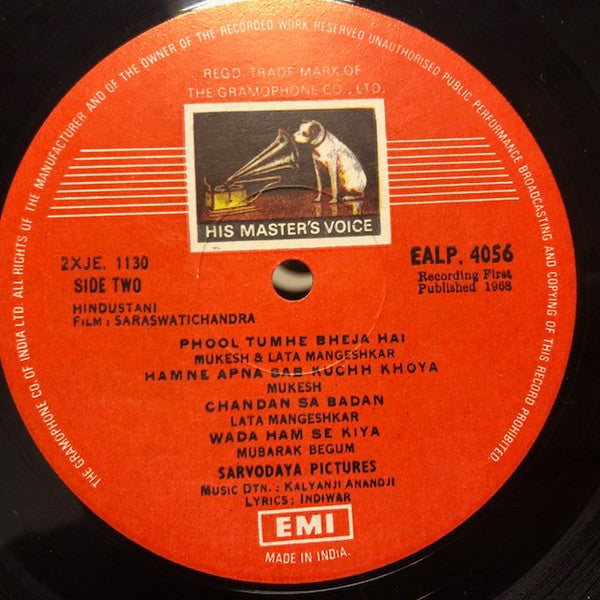 THE GRAMOPHONE CO. OF INDIA LTD. ALL RIGHTS OF THE MANUFACTURER AND OF THE OWNER OF THE RECORDED WORK RESERVED UNAUTHORISED PUBLIC PERFORMANCE BROADCASTING AND COPYING OF THIS RECORD PROHIBITED.
REGD. TRADE MARK OF
THE GRAMOPHONE CO., LTD.
HIS MASTER'S VOICE
2XJE. 1130
SIDE TWO
EALP. 4056
Recording First
Published 1968
HINDUSTANI
FILM : SARASWATICHANDRA
PHOOL TUMHE BHEJA HAI
MUKESH & LATA MANGESHKAR
HAMNE APNA SAB KUCHH KHOYA
MUKESH
CHANDAN SA BADAN
LATA MANGESHKAR
WADA HAM SE KIYA
MUBARAK BEGUM
SARVODAYA PICTURES
MUSIC DTN. : KALYANJI ANANDJI
LYRICS : INDIWAR
EMI
MADE IN INDIA.